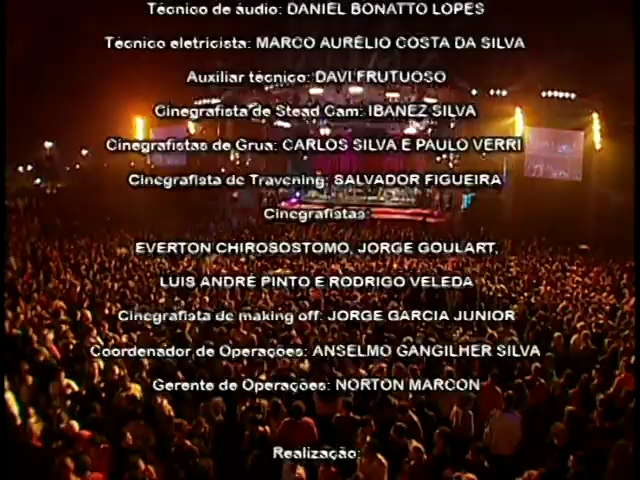 Técnico de áudio: DANIEL BONATTO LOPES
Técnico eletricista: MARCO AURÉLIO COSTA DA SILVA
Auxiliar técnico: DAVI FRUTUOSO
Cinegrafista de Stead Cam: IBANEZ SILVA
Cinegrafistas de Grua: CARLOS SILVA E PAULO VERRI
Cinegrafista de Travening: SALVADOR FIGUEIRA
Cinegrafistas:
EVERTON CHIROSOSTOMO, JORGE GOULART,
LUIS ANDRÉ PINTO E RODRIGO VELEDA
Cinegrafista de making off: JORGE GARCIA JUNIOR
Coordenador de Operações: ANSELMO GANGILHER SILVA
Gerente de Operações: NORTON MARCON
Realização: